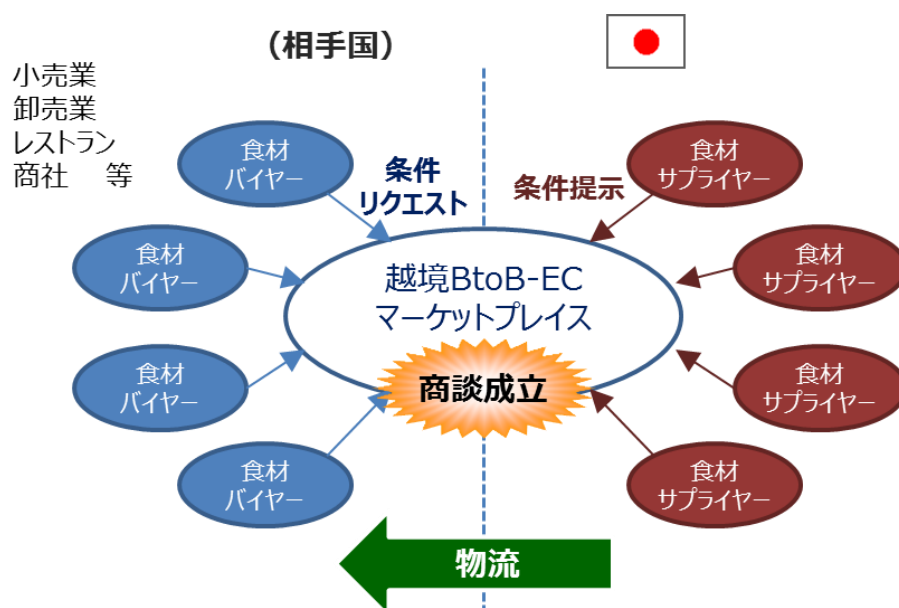 (相手国)
小売業
卸売業
レストラン
商社 等
食材
バイヤー
条件
リクエスト
条件提示
食材
サプライヤー
食材
バイヤー
越境BtoB-EC
マーケットプレイス
食材
サプライヤー
食材
バイヤー
商談成立
食材
サプライヤー
食材
バイヤー
食材
サプライヤー
物流